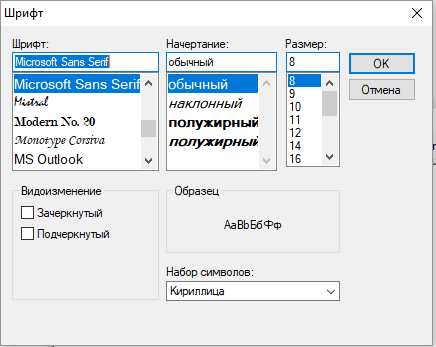 Шрифт
Шрифт:
Начертание:
Размер:
Microsoft Sans Serif
обычный
8
OK
Отмена
Microsoft Sans Serif
Mistral
Modern No. 20
Monotype Corsiva
MS Outlook
обычный
наклонный
полужирный
полужирный
8
9
10
11
12
14
16
Видоизменение
Зачеркнутый
Подчеркнутый
Образец
АаВbБбФф
Набор символов:
Кириллица